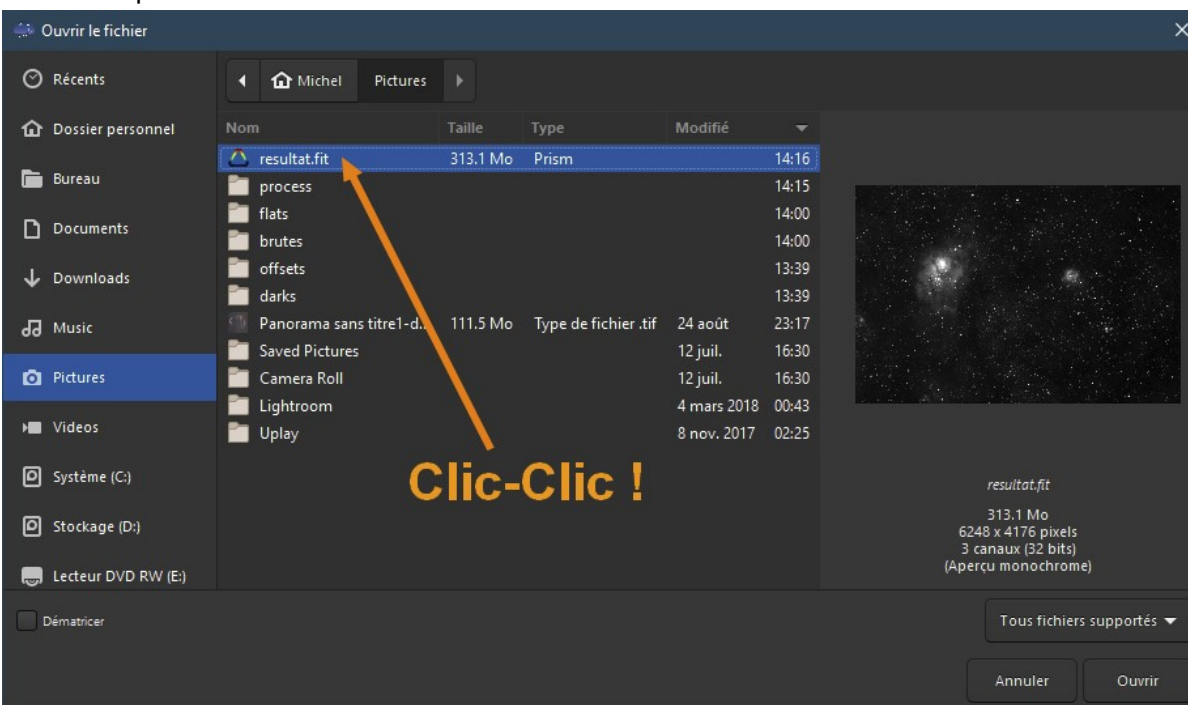 Ouvrir le fichier
Récents
Dossier personnel
Bureau
Documents
Downloads
Music
Pictures
Videos
Système (C:)
Stockage (D:)
Lecteur DVD RW (E:)
Michel Pictures
Nom Taille Type Modifié
resultat.fit 313.1 Mo Prism 14:16
process 14:15
flats 14:00
brutes 14:00
offsets 13:39
darks 13:39
Panorama sans titre1-d... 111.5 Mo Type de fichier .tif 24 août 23:17
Saved Pictures 12 juil. 16:30
Camera Roll 12 juil. 16:30
Lightroom 4 mars 2018 00:43
Uplay 8 nov. 2017 02:25
Clic-Clic !
resultat.fit
313.1 Mo
6248 x 4176 pixels
3 canaux (32 bits)
(Aperçu monochrome)
Dématricer
Tous fichiers supportés
Annuler Ouvrir